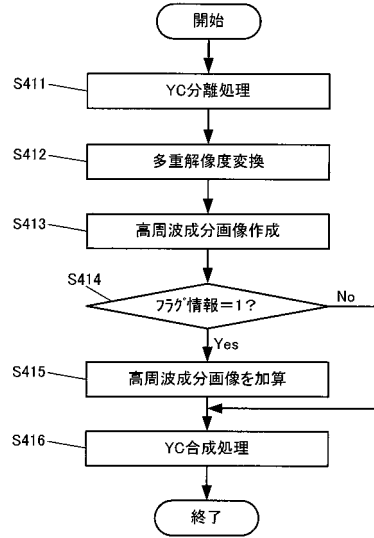 開始
S411
YC分離処理
S412
多重解像度変換
S413
高周波成分画像作成
S414
フラグ情報=1?
No
Yes
S415
高周波成分画像を加算
S416
YC合成処理
終了